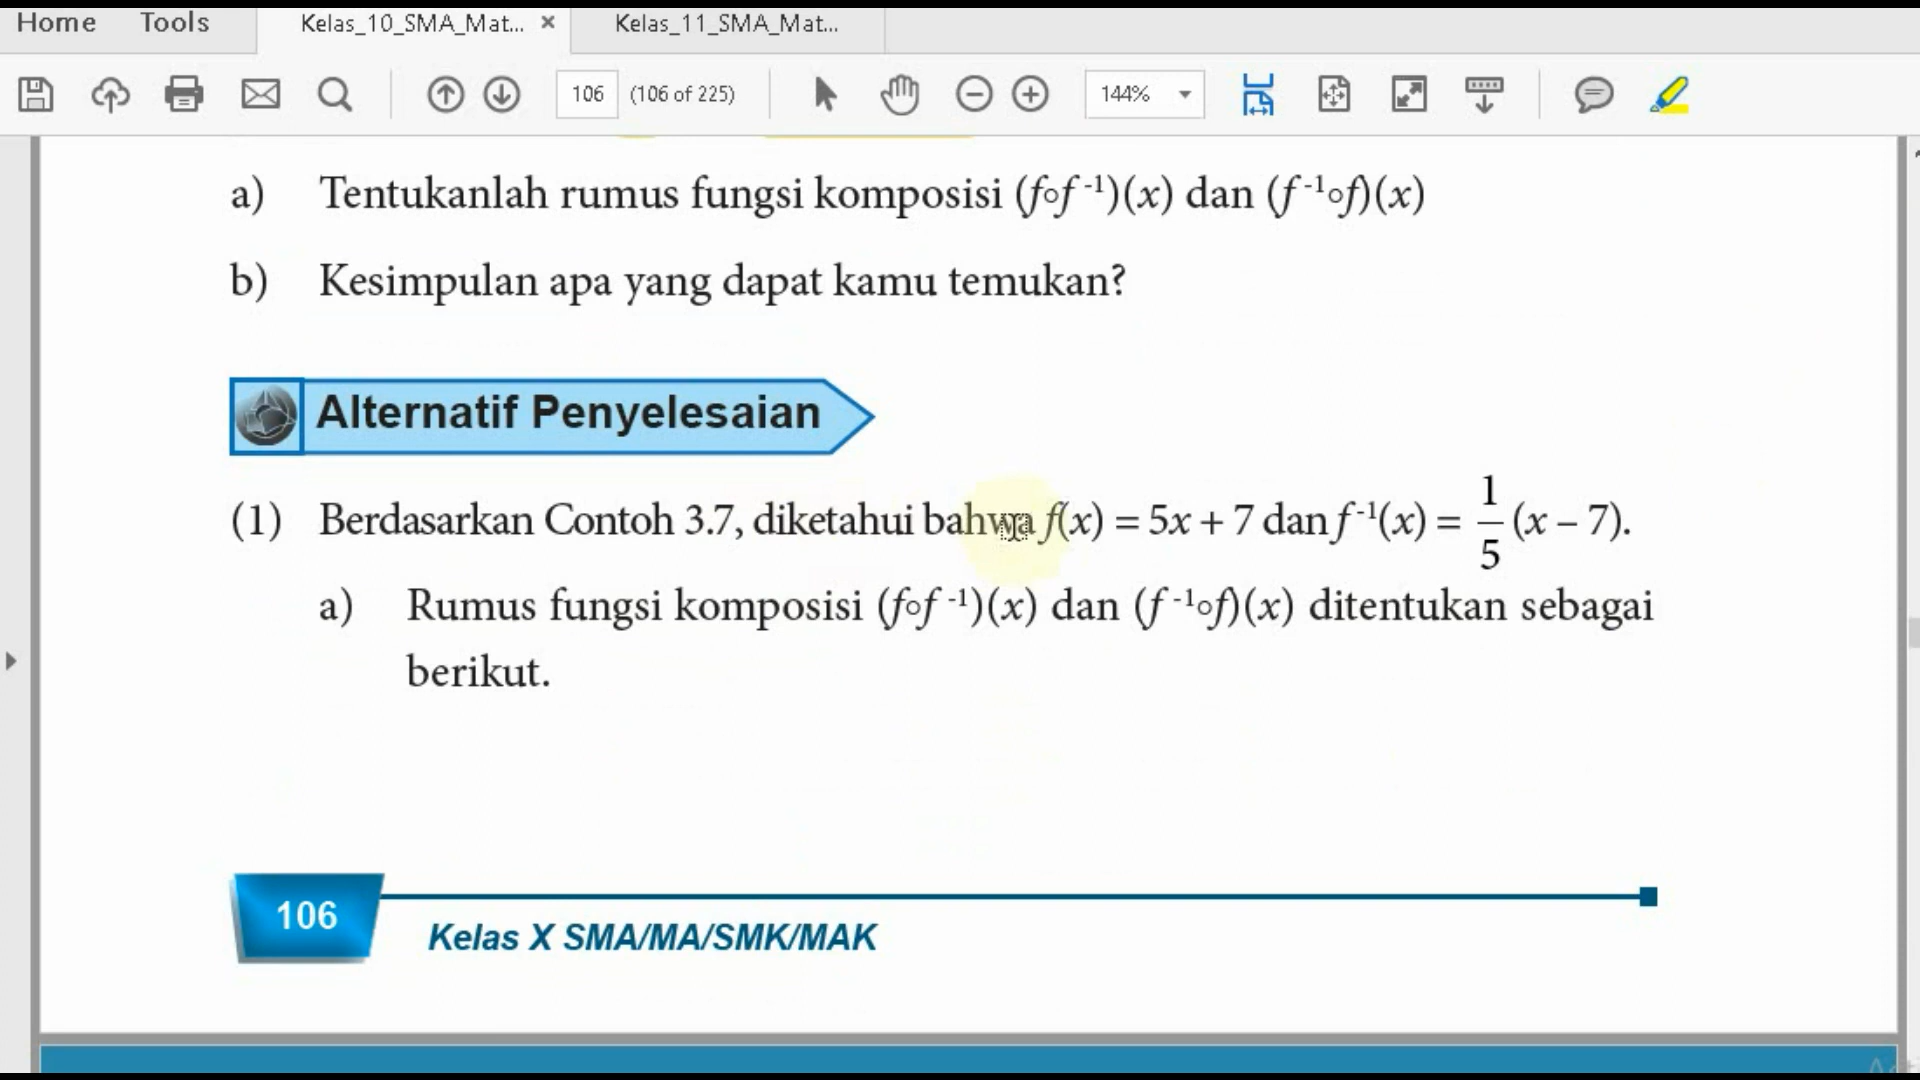 Home Tools Kelas_10_SMA_Mat... × Kelas_11_SMA_Mat...
106 (106 of 225) 144%
a) Tentukanlah rumus fungsi komposisi (f∘f⁻¹)(x) dan (f⁻¹∘f)(x)
b) Kesimpulan apa yang dapat kamu temukan?
Alternatif Penyelesaian
(1) Berdasarkan Contoh 3.7, diketahui bahwa f(x) = 5x + 7 dan f⁻¹(x) = 1/5 (x – 7).
a) Rumus fungsi komposisi (f∘f⁻¹)(x) dan (f⁻¹∘f)(x) ditentukan sebagai
berikut.
106
Kelas X SMA/MA/SMK/MAK